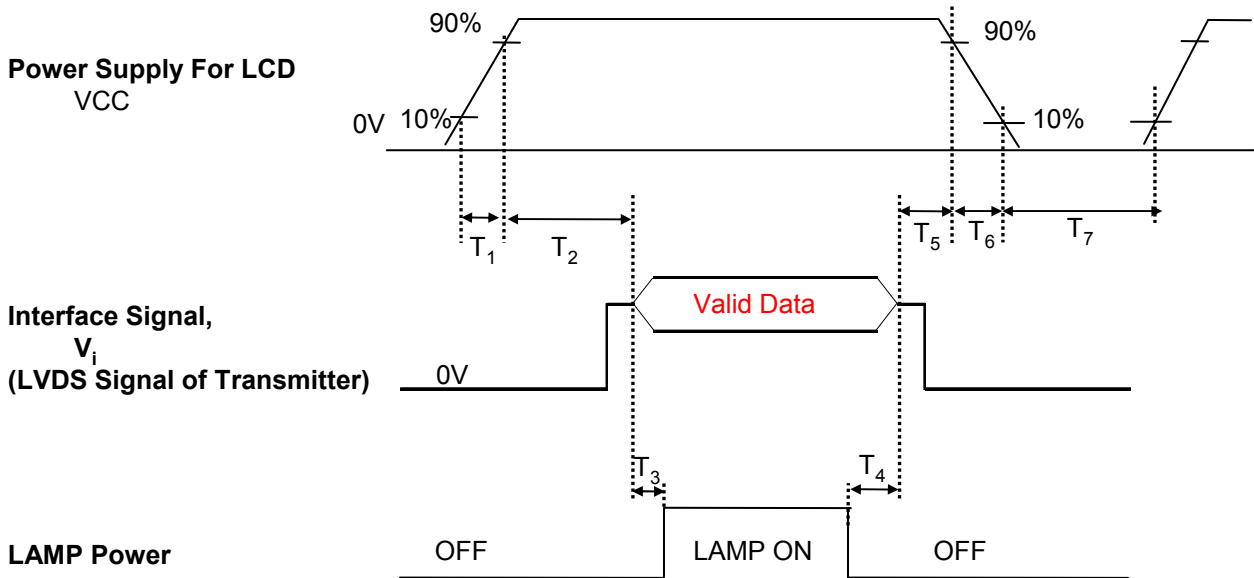 90%
90%
Power Supply For LCD
VCC
0V
10%
10%
T1
T2
T5
T6
T7
Valid Data
Interface Signal,
Vi
(LVDS Signal of Transmitter)
0V
T3
T4
LAMP Power
OFF
LAMP ON
OFF